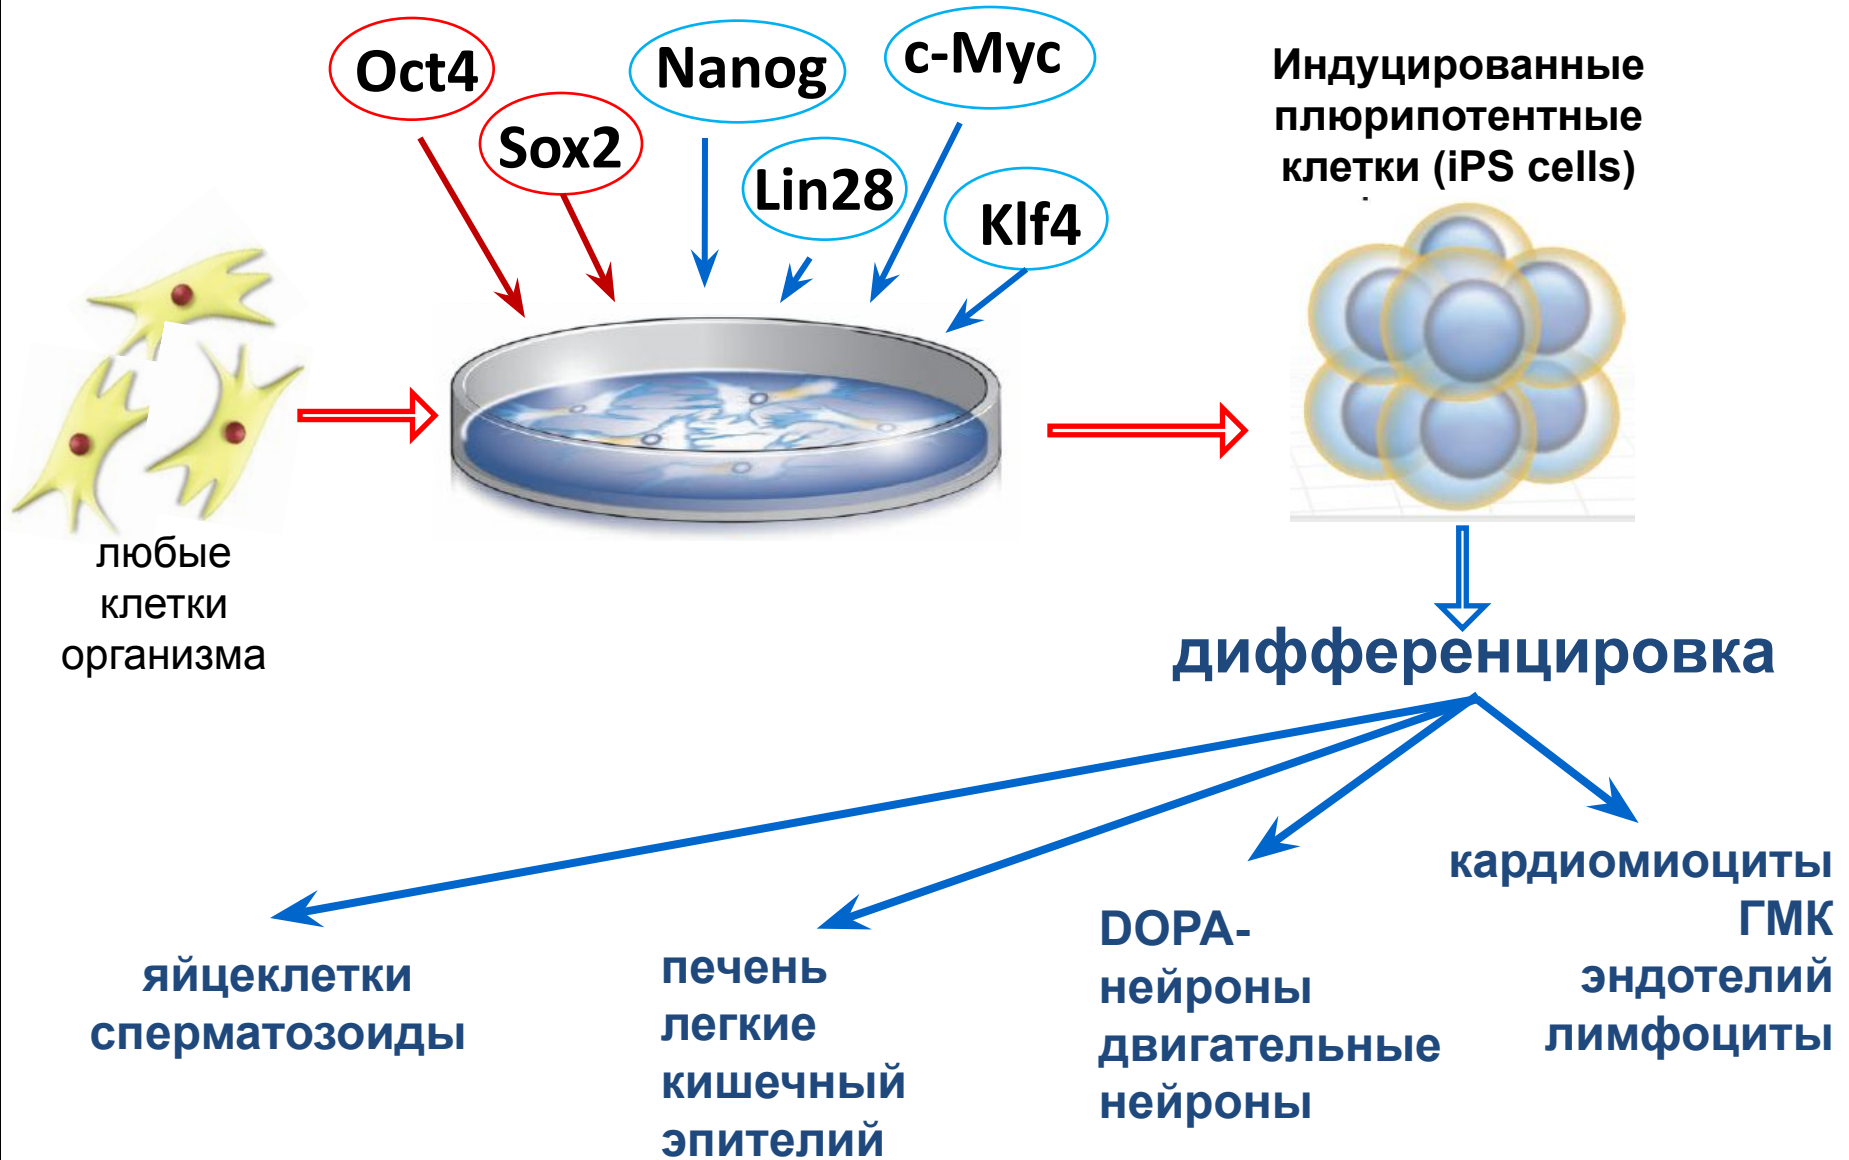 Oct4
Sox2
Nanog
Lin28
c-Myc
Klf4
Индуцированные
плюрипотентные
клетки (iPS cells)
любые
клетки
организма
дифференцировка
яйцеклетки
сперматозоиды
печень
легкие
кишечный
эпителий
DOPA-
нейроны
двигательные
нейроны
кардиомиоциты
ГМК
эндотелий
лимфоциты